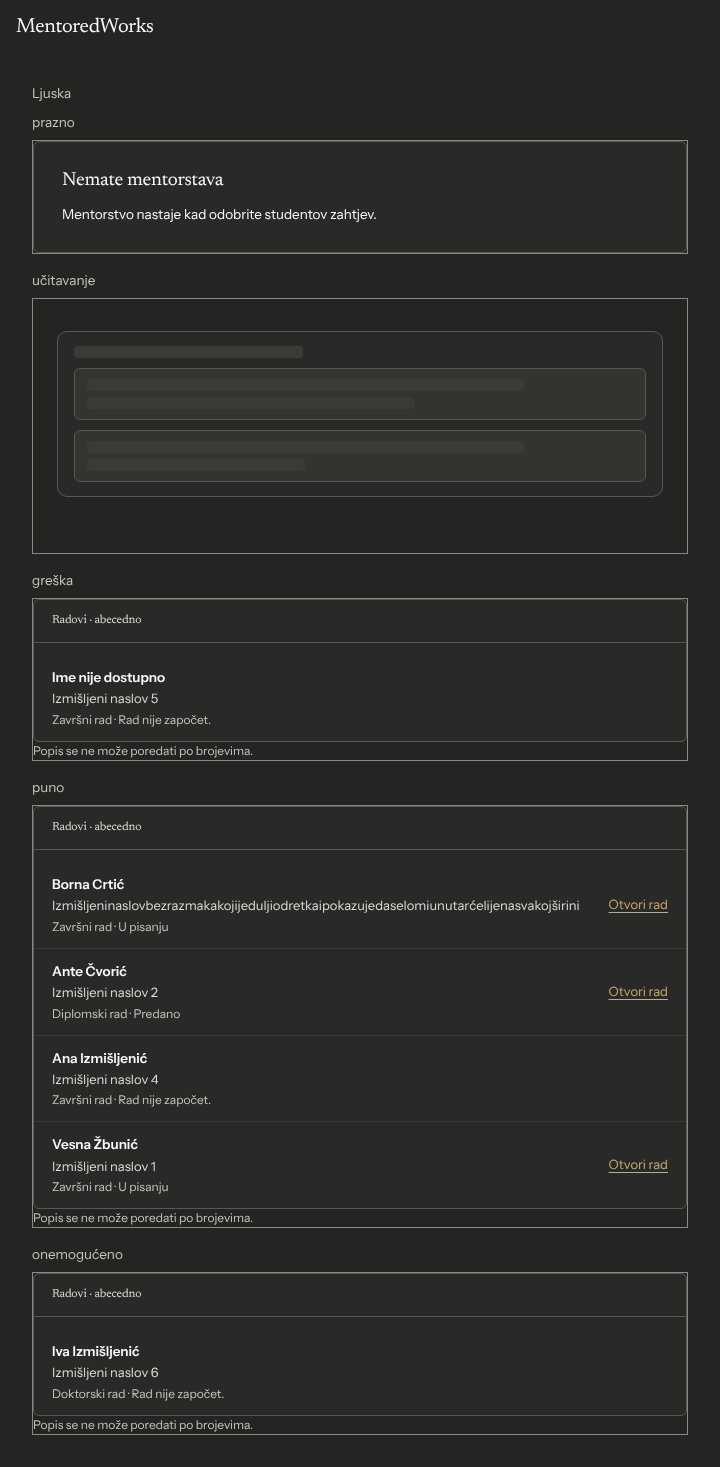 MentoredWorks
Ljuska
prazno
Nemate mentorstava
Mentorstvo nastaje kad odobrite studentov zahtjev.
učitavanje
greška
Radovi · abecedno
Ime nije dostupno
Izmišljeni naslov 5
Završni rad · Rad nije započet.
Popis se ne može poredati po brojevima.
puno
Radovi · abecedno
Borna Crtić
Izmišljeninaslovbezrazmakakojijeduljiodretkaipokazujedaselomiunutarćelijenasvakojširini
Otvori rad
Završni rad · U pisanju
Ante Čvorić
Izmišljeni naslov 2
Otvori rad
Diplomski rad · Predano
Ana Izmišljenić
Izmišljeni naslov 4
Završni rad · Rad nije započet.
Vesna Žbunić
Izmišljeni naslov 1
Otvori rad
Završni rad · U pisanju
Popis se ne može poredati po brojevima.
onemogućeno
Radovi · abecedno
Iva Izmišljenić
Izmišljeni naslov 6
Doktorski rad · Rad nije započet.
Popis se ne može poredati po brojevima.